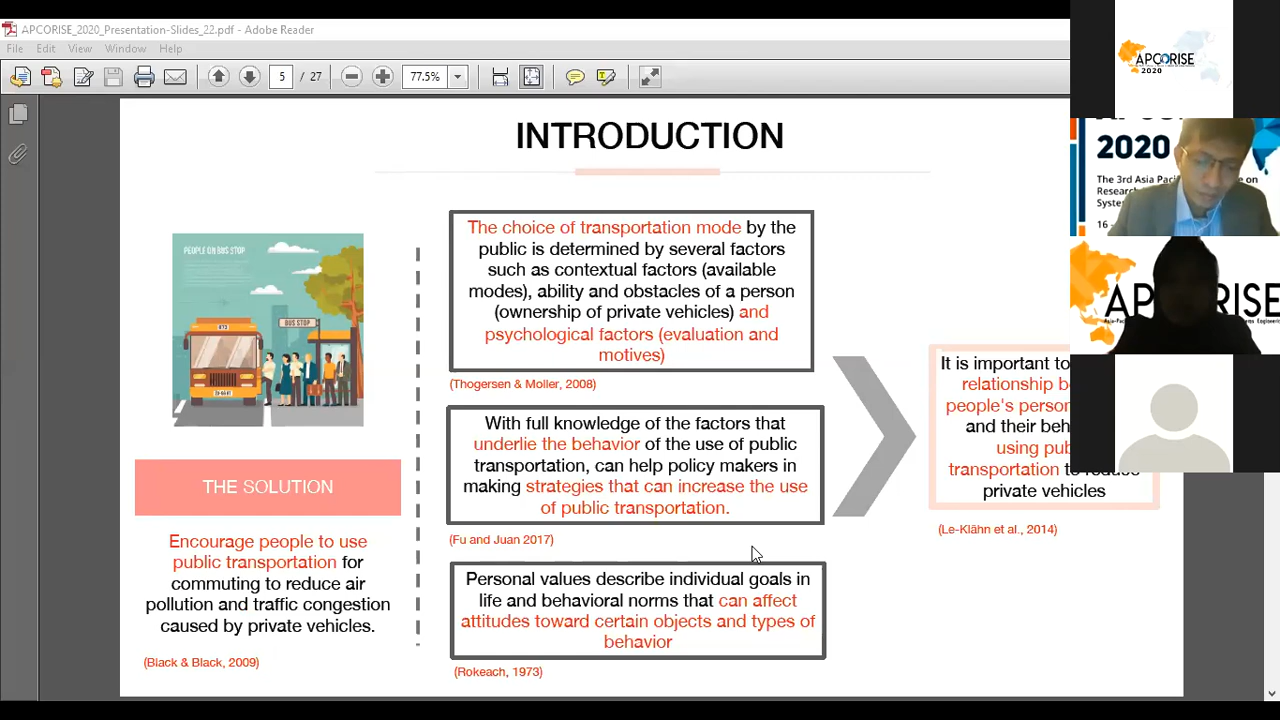 APCORISE_2020_Presentation-Slides_22.pdf - Adobe Reader
File Edit View Window Help
5 / 27
77.5%
INTRODUCTION
PEOPLE ON BUS STOP
BUS STOP
THE SOLUTION
Encourage people to use
public transportation for
commuting to reduce air
pollution and traffic congestion
caused by private vehicles.
(Black & Black, 2009)
The choice of transportation mode by the
public is determined by several factors
such as contextual factors (available
modes), ability and obstacles of a person
(ownership of private vehicles) and
psychological factors (evaluation and
motives)
(Thogersen & Moller, 2008)
With full knowledge of the factors that
underlie the behavior of the use of public
transportation, can help policy makers in
making strategies that can increase the use
of public transportation.
(Fu and Juan 2017)
Personal values describe individual goals in
life and behavioral norms that can affect
attitudes toward certain objects and types of
behavior
(Rokeach, 1973)
It is important to
relationship
people's
and their
using
transportation
private vehicles
(Le-Klähn et al., 2014)
APCORISE
2020
2020
The 3rd Asia
on
Research
16
APCORISE